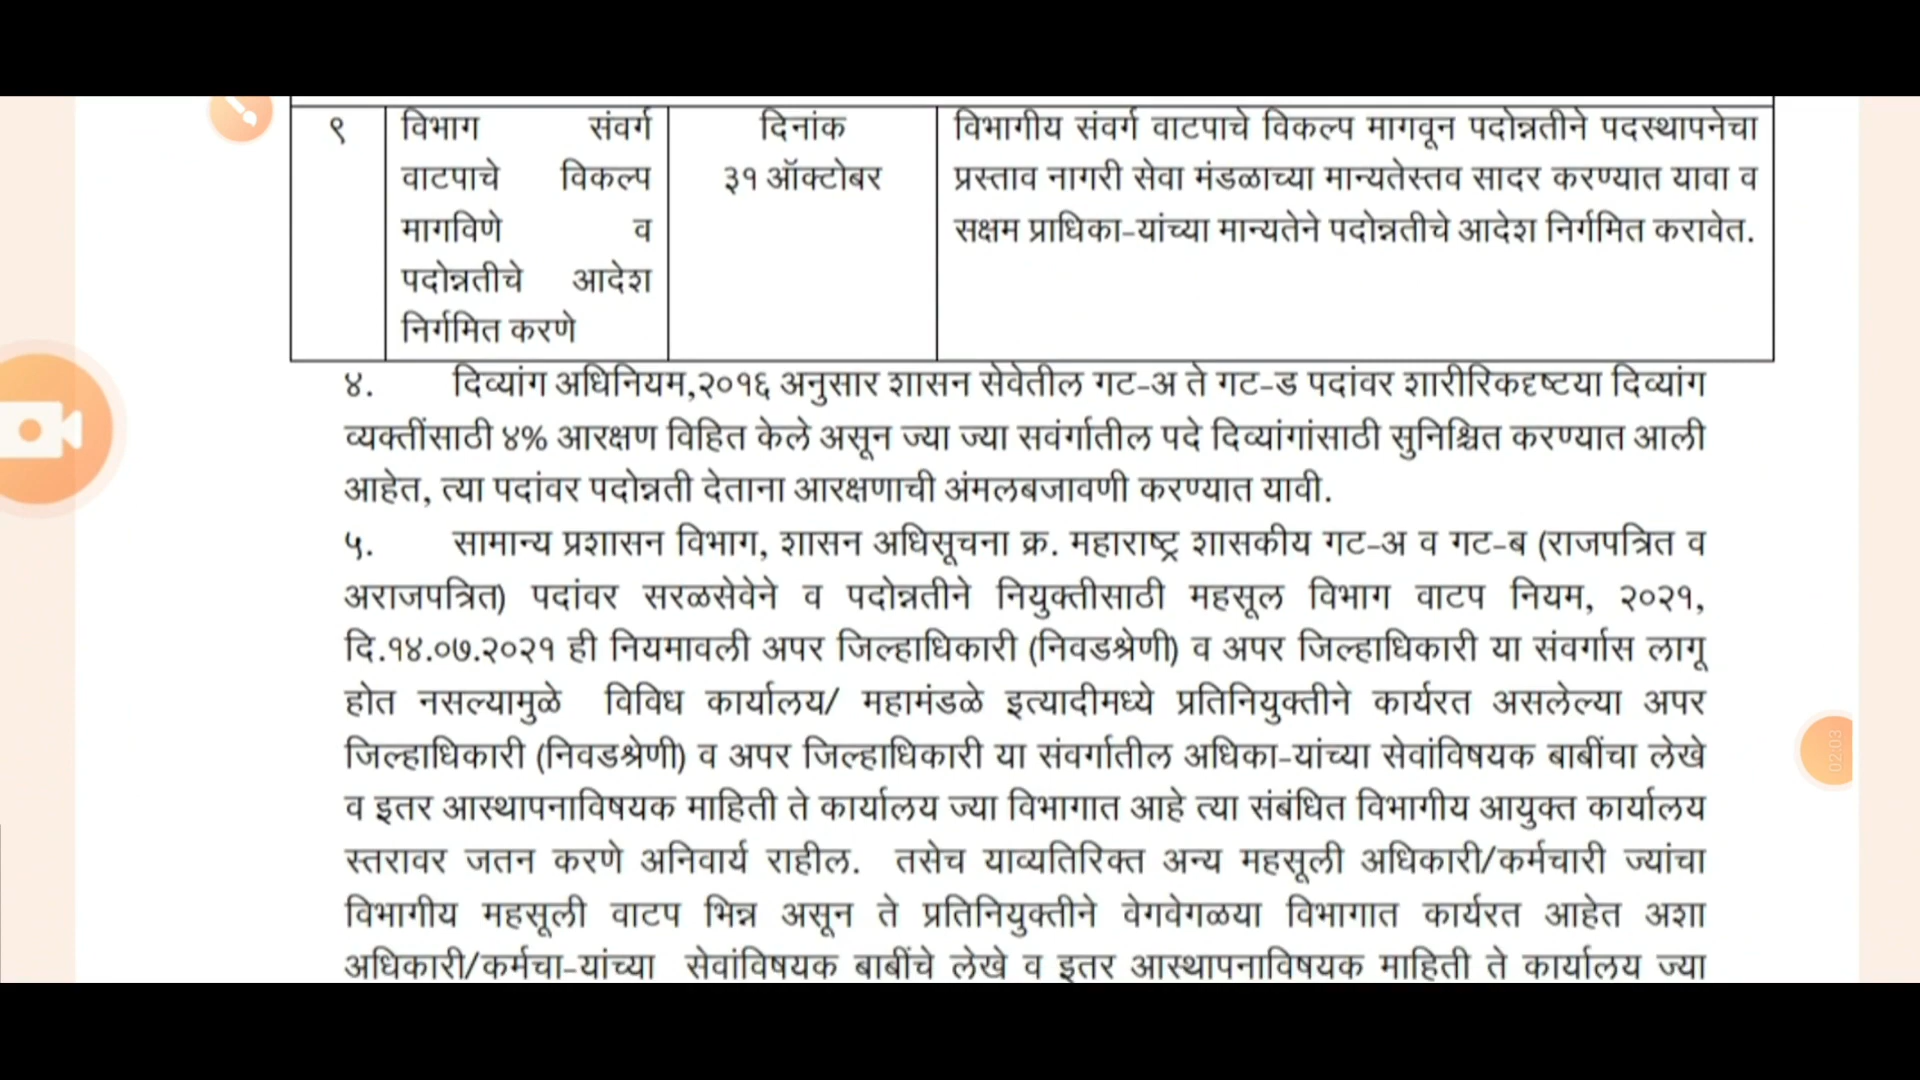 ९ विभाग संवर्ग दिनांक विभागीय संवर्ग वाटपाचे विकल्प मागवून पदोन्नतीने पदस्थापनेचा
वाटपाचे विकल्प ३१ ऑक्टोबर प्रस्ताव नागरी सेवा मंडळाच्या मान्यतेस्तव सादर करण्यात यावा व
मागविणे व सक्षम प्राधिका-यांच्या मान्यतेने पदोन्नतीचे आदेश निर्गमित करावेत.
पदोन्नतीचे आदेश
निर्गमित करणे
४. दिव्यांग अधिनियम,२०१६ अनुसार शासन सेवेतील गट-अ ते गट-ड पदांवर शारीरिकदृष्टया दिव्यांग
व्यक्तींसाठी ४% आरक्षण विहित केले असून ज्या ज्या सवंर्गातील पदे दिव्यांगांसाठी सुनिश्चित करण्यात आली
आहेत, त्या पदांवर पदोन्नती देताना आरक्षणाची अंमलबजावणी करण्यात यावी.
५. सामान्य प्रशासन विभाग, शासन अधिसूचना क्र. महाराष्ट्र शासकीय गट-अ व गट-ब (राजपत्रित व
अराजपत्रित) पदांवर सरळसेवेने व पदोन्नतीने नियुक्तीसाठी महसूल विभाग वाटप नियम, २०२१,
दि.१४.०७.२०२१ ही नियमावली अपर जिल्हाधिकारी (निवडश्रेणी) व अपर जिल्हाधिकारी या संवर्गास लागू
होत नसल्यामुळे विविध कार्यालय/ महामंडळे इत्यादीमध्ये प्रतिनियुक्तीने कार्यरत असलेल्या अपर
जिल्हाधिकारी (निवडश्रेणी) व अपर जिल्हाधिकारी या संवर्गातील अधिका-यांच्या सेवांविषयक बाबींचा लेखे
व इतर आस्थापनाविषयक माहिती ते कार्यालय ज्या विभागात आहे त्या संबंधित विभागीय आयुक्त कार्यालय
स्तरावर जतन करणे अनिवार्य राहील. तसेच याव्यतिरिक्त अन्य महसूली अधिकारी/कर्मचारी ज्यांचा
विभागीय महसूली वाटप भिन्न असून ते प्रतिनियुक्तीने वेगवेगळया विभागात कार्यरत आहेत अशा
अधिकारी/कर्मचा-यांच्या सेवांविषयक बाबींचे लेखे व इतर आस्थापनाविषयक माहिती ते कार्यालय ज्या
02:03